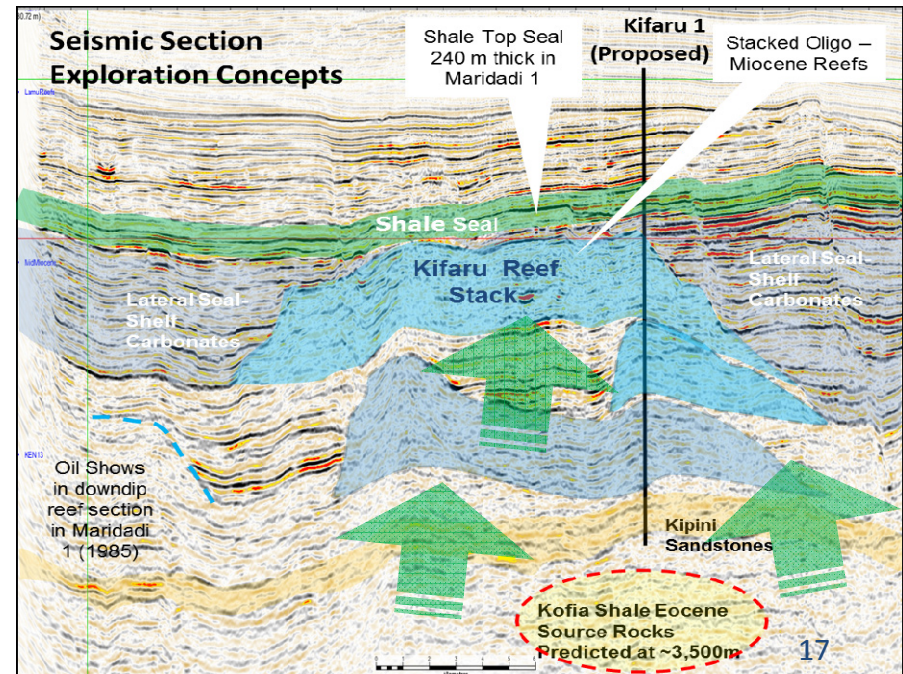 Seismic Section
Exploration Concepts
Shale Top Seal
240 m thick in
Maridadi 1
Kifaru 1
(Proposed)
Stacked Oligo –
Miocene Reefs
LamuReefs
Shale Seal
Kifaru Reef
Stack
Lateral Seal-
Shelf
Carbonates
Lateral Seal-
Shelf
Carbonates
Oil Shows
in downdip
reef section
in Maridadi
1 (1985)
Kipini
Sandstones
Kofia Shale Eocene
Source Rocks
Predicted at ~3,500m
17